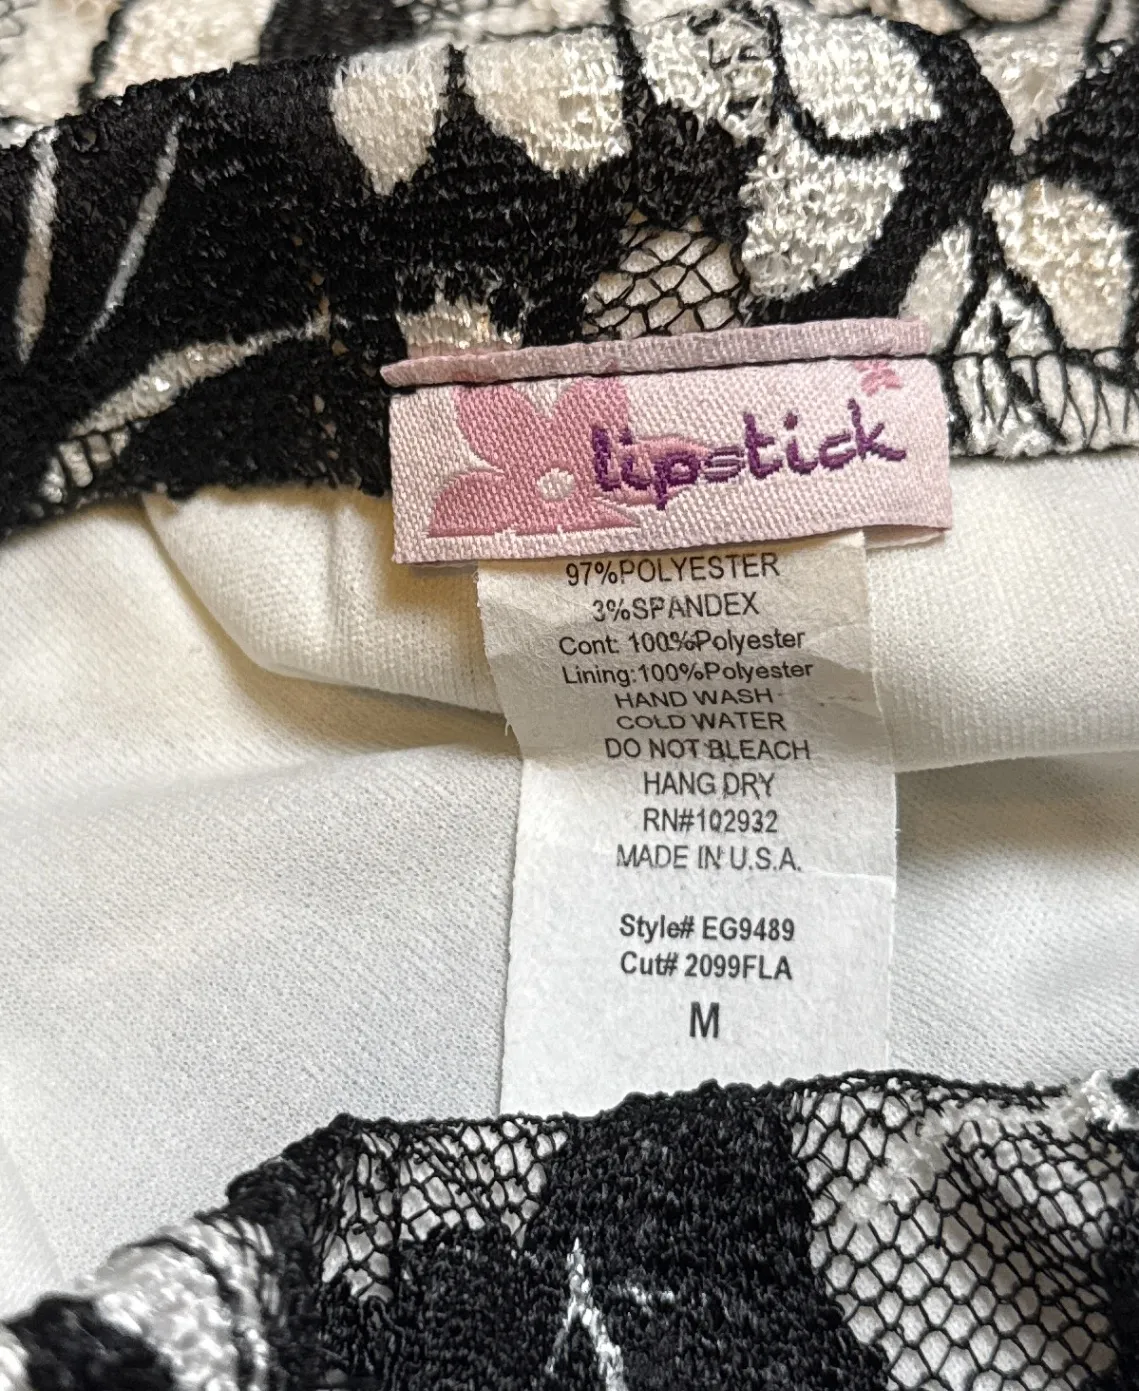 lipstick
97%POLYESTER
3%SPANDEX
Cont: 100%Polyester
Lining:100%Polyester
HAND WASH
COLD WATER
DO NOT BLEACH
HANG DRY
RN#102932
MADE IN U.S.A.
Style# EG9489
Cut# 2099FLA
M